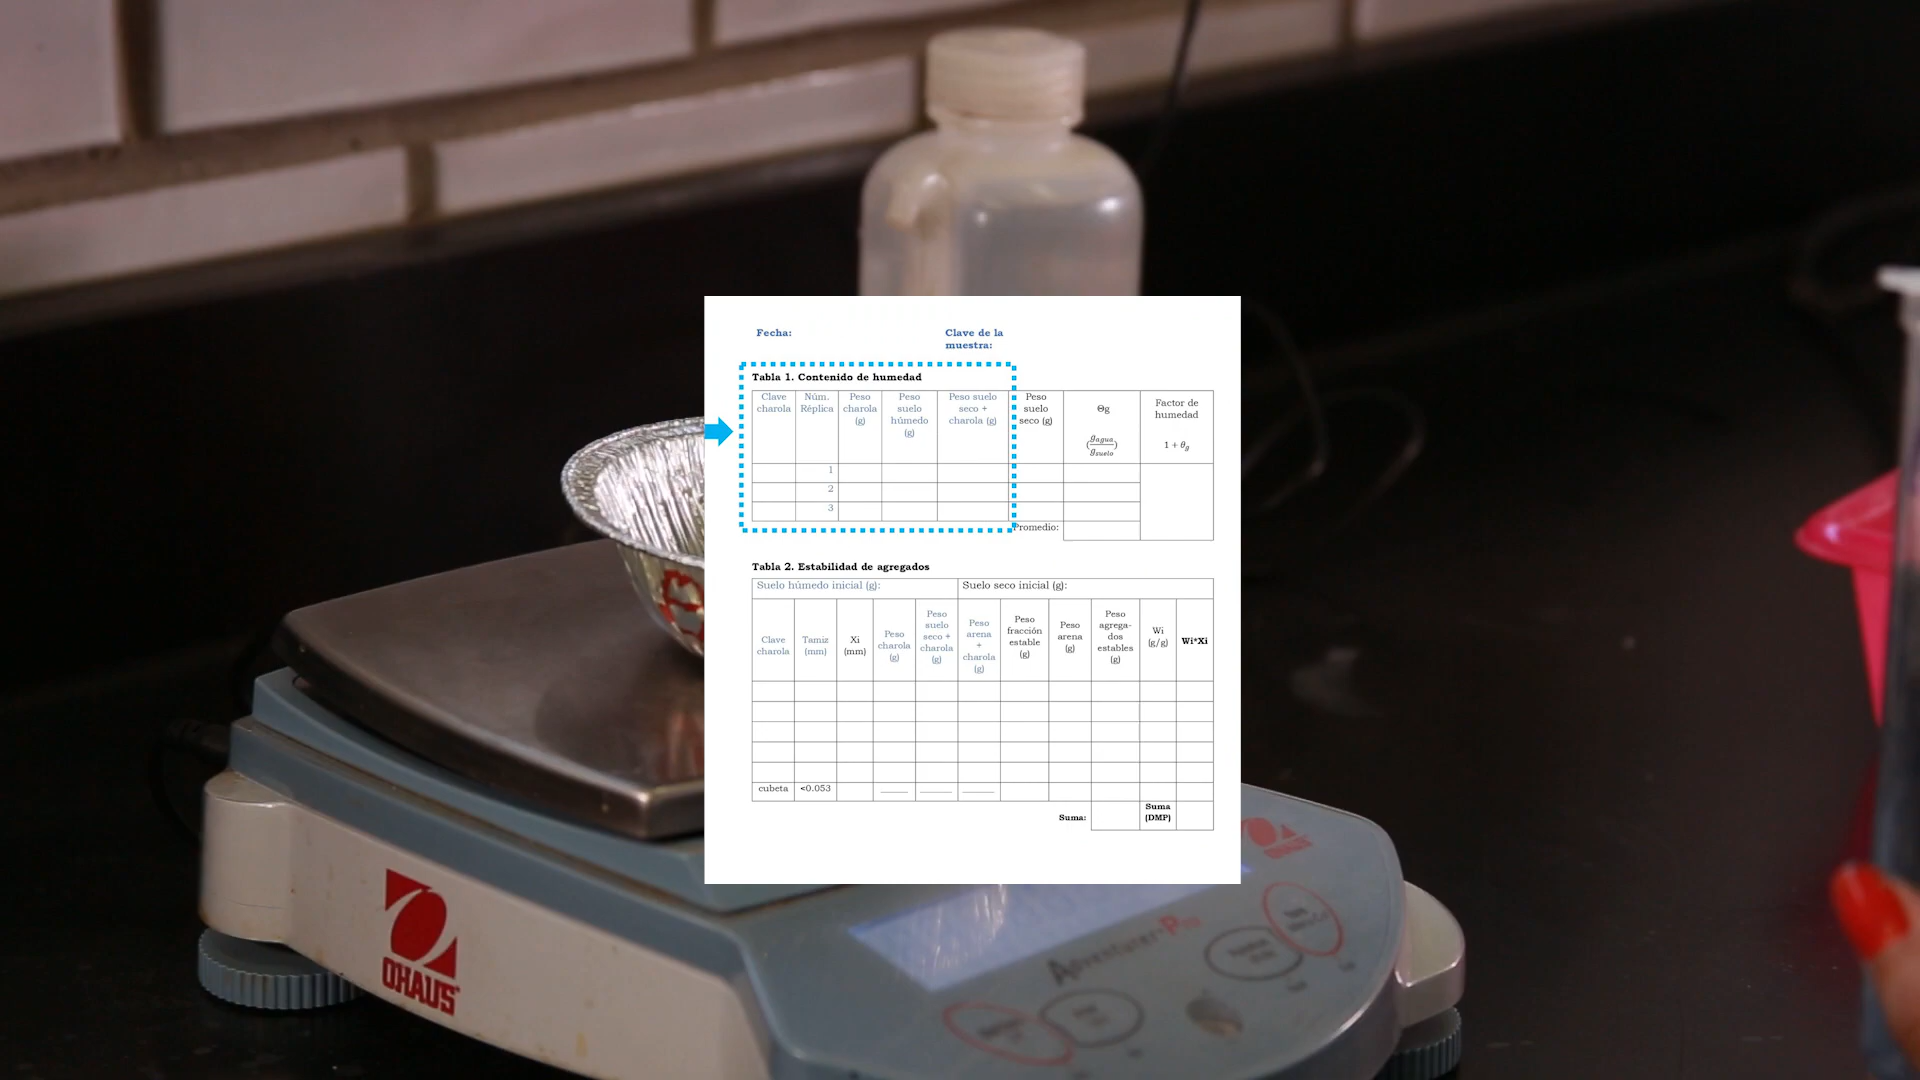 Fecha:
Clave de la
muestra:
Tabla 1. Contenido de humedad
Clave charola
Núm. Réplica
Peso charola (g)
Peso suelo húmedo (g)
Peso suelo seco + charola (g)
Peso suelo seco (g)
Θg (g_agua/g_suelo)
Factor de humedad 1 + θg
1
2
3
Promedio:
Tabla 2. Estabilidad de agregados
Suelo húmedo inicial (g):
Suelo seco inicial (g):
Clave charola
Tamiz (mm)
Xi (mm)
Peso charola (g)
Peso suelo seco + charola (g)
Peso arena + charola (g)
Peso fracción estable (g)
Peso arena (g)
Peso agrega-dos estables (g)
Wi (g/g)
Wi*Xi
cubeta <0.053
Suma:
Suma (DMP)
OHAUS
Adventurer-Pro